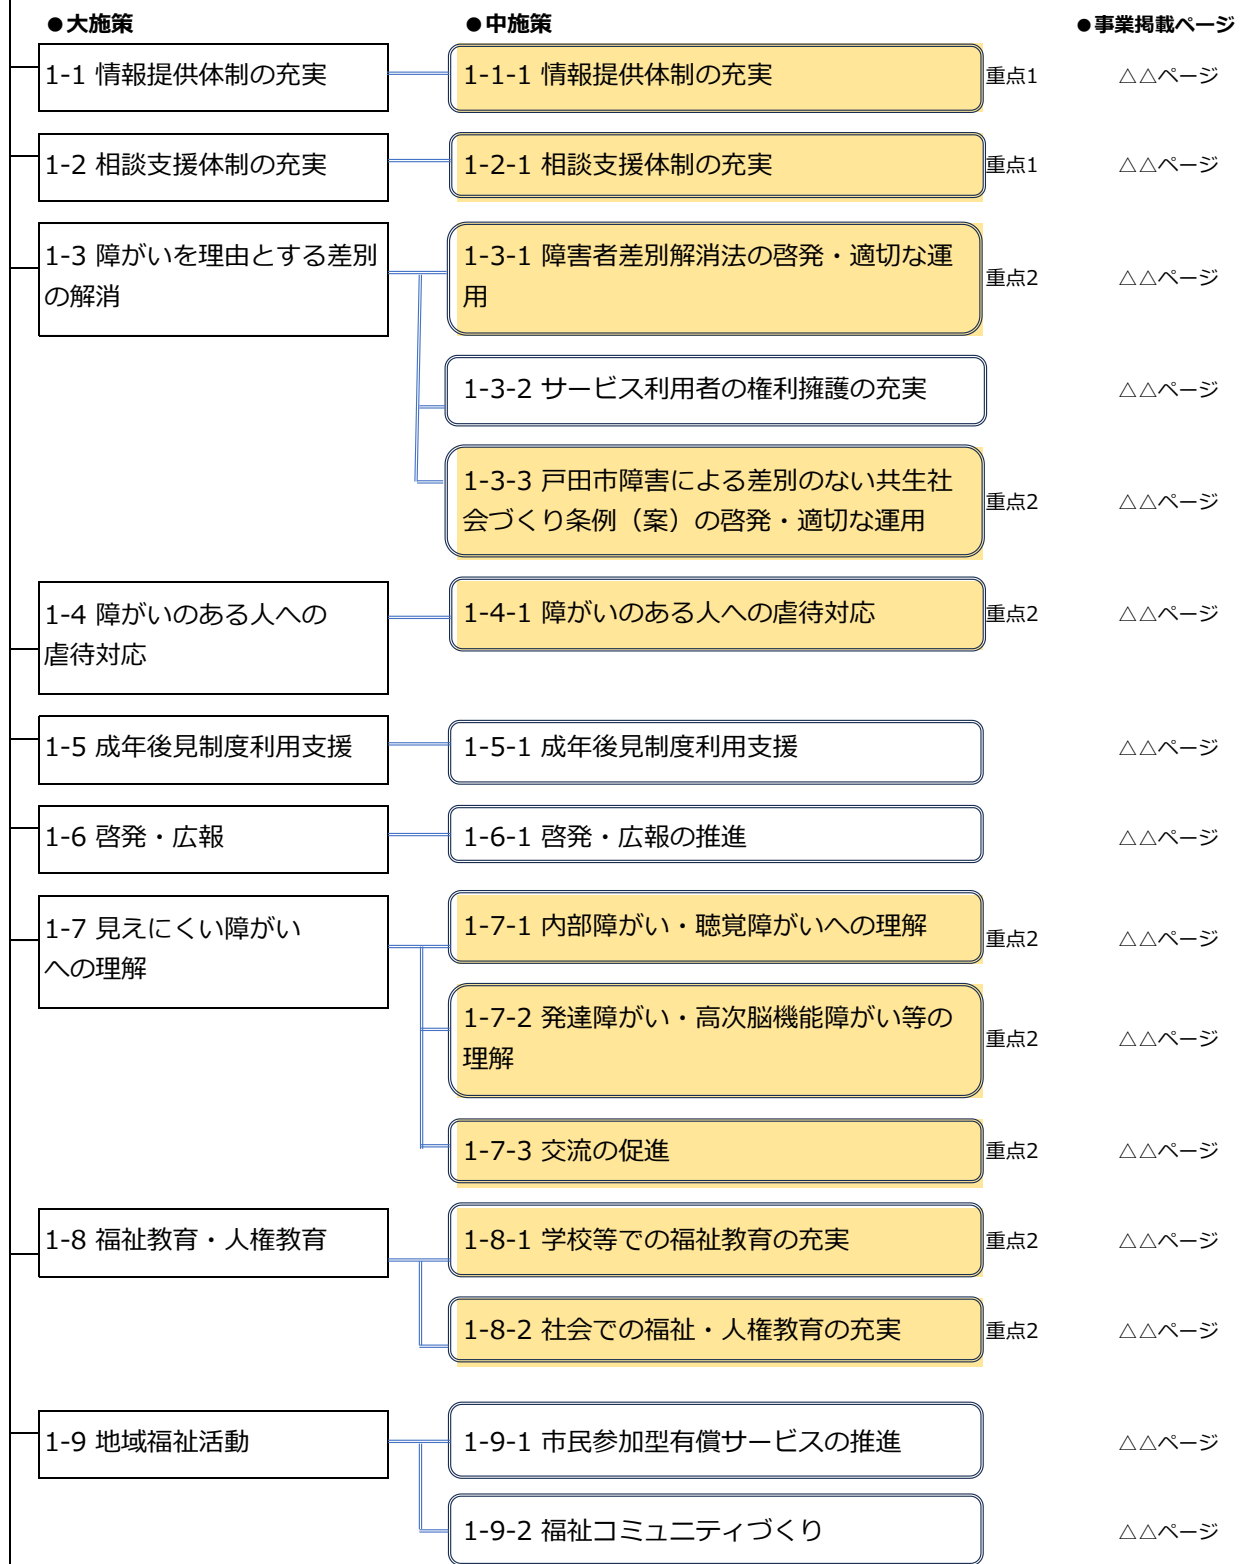 ●大施策
●中施策
●事業掲載ページ
1-1 情報提供体制の充実
1-1-1 情報提供体制の充実
重点1
△△ページ
1-2 相談支援体制の充実
1-2-1 相談支援体制の充実
重点1
△△ページ
1-3 障がいを理由とする差別
の解消
1-3-1 障害者差別解消法の啓発・適切な運
用
重点2
△△ページ
1-3-2 サービス利用者の権利擁護の充実
△△ページ
1-3-3 戸田市障害による差別のない共生社
会づくり条例（案）の啓発・適切な運用
重点2
△△ページ
1-4 障がいのある人への
虐待対応
1-4-1 障がいのある人への虐待対応
重点2
△△ページ
1-5 成年後見制度利用支援
1-5-1 成年後見制度利用支援
△△ページ
1-6 啓発・広報
1-6-1 啓発・広報の推進
△△ページ
1-7 見えにくい障がい
への理解
1-7-1 内部障がい・聴覚障がいへの理解
重点2
△△ページ
1-7-2 発達障がい・高次脳機能障がい等の
理解
重点2
△△ページ
1-7-3 交流の促進
重点2
△△ページ
1-8 福祉教育・人権教育
1-8-1 学校等での福祉教育の充実
重点2
△△ページ
1-8-2 社会での福祉・人権教育の充実
重点2
△△ページ
1-9 地域福祉活動
1-9-1 市民参加型有償サービスの推進
△△ページ
1-9-2 福祉コミュニティづくり
△△ページ